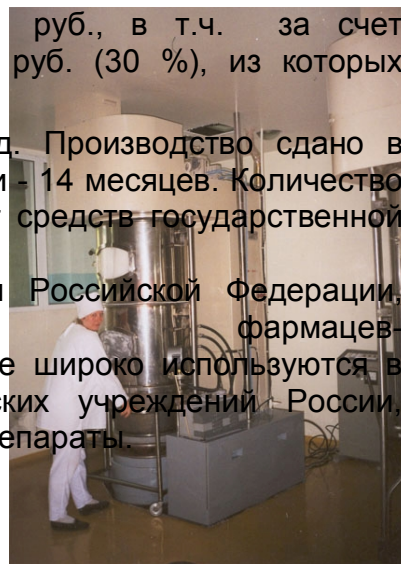 руб., в т.ч. за счет
руб. (30 %), из которых
д. Производство сдано в
и - 14 месяцев. Количество
средств государственной
и Российской Федерации,
фармацев-
е широко используются в
ских учреждений России,
епараты.